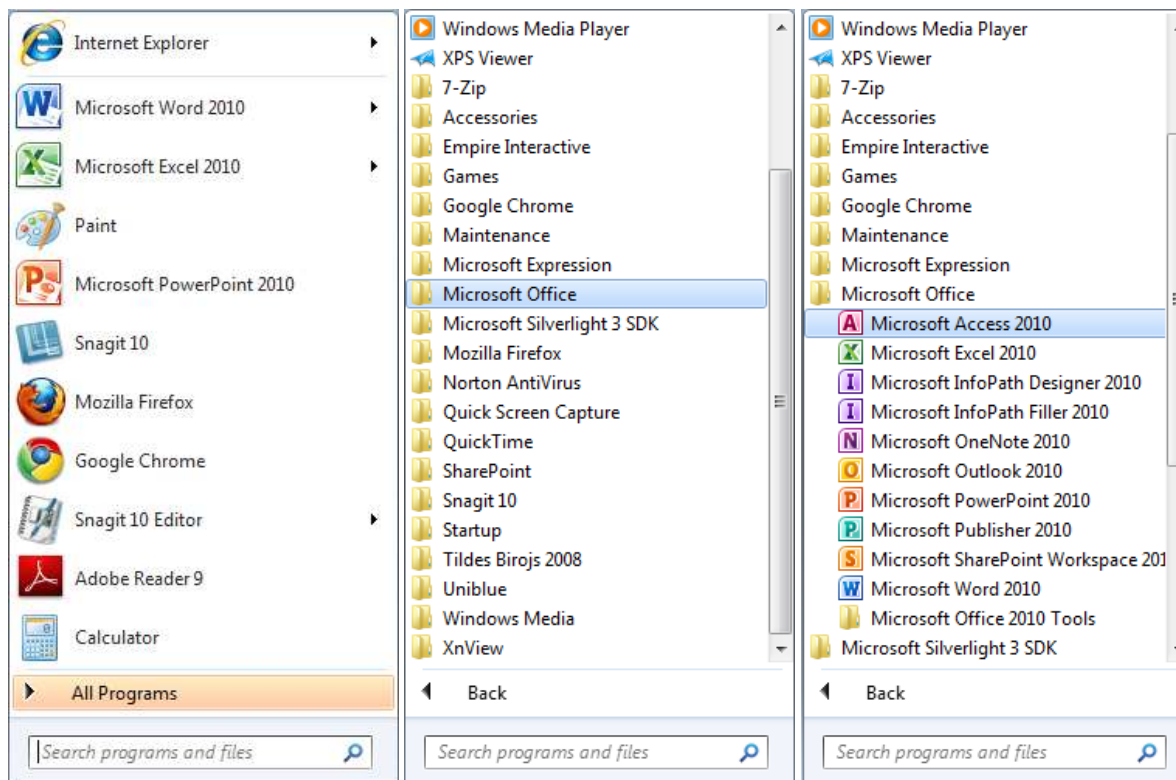 Internet Explorer
Microsoft Word 2010
Microsoft Excel 2010
Paint
Microsoft PowerPoint 2010
Snagit 10
Mozilla Firefox
Google Chrome
Snagit 10 Editor
Adobe Reader 9
Calculator
All Programs
Search programs and files
Windows Media Player
XPS Viewer
7-Zip
Accessories
Empire Interactive
Games
Google Chrome
Maintenance
Microsoft Expression
Microsoft Office
Microsoft Silverlight 3 SDK
Mozilla Firefox
Norton AntiVirus
Quick Screen Capture
QuickTime
SharePoint
Snagit 10
Startup
Tildes Birojs 2008
Uniblue
Windows Media
XnView
Back
Search programs and files
Windows Media Player
XPS Viewer
7-Zip
Accessories
Empire Interactive
Games
Google Chrome
Maintenance
Microsoft Expression
Microsoft Office
Microsoft Access 2010
Microsoft Excel 2010
Microsoft InfoPath Designer 2010
Microsoft InfoPath Filler 2010
Microsoft OneNote 2010
Microsoft Outlook 2010
Microsoft PowerPoint 2010
Microsoft Publisher 2010
Microsoft SharePoint Workspace 201
Microsoft Word 2010
Microsoft Office 2010 Tools
Microsoft Silverlight 3 SDK
Back
Search programs and files